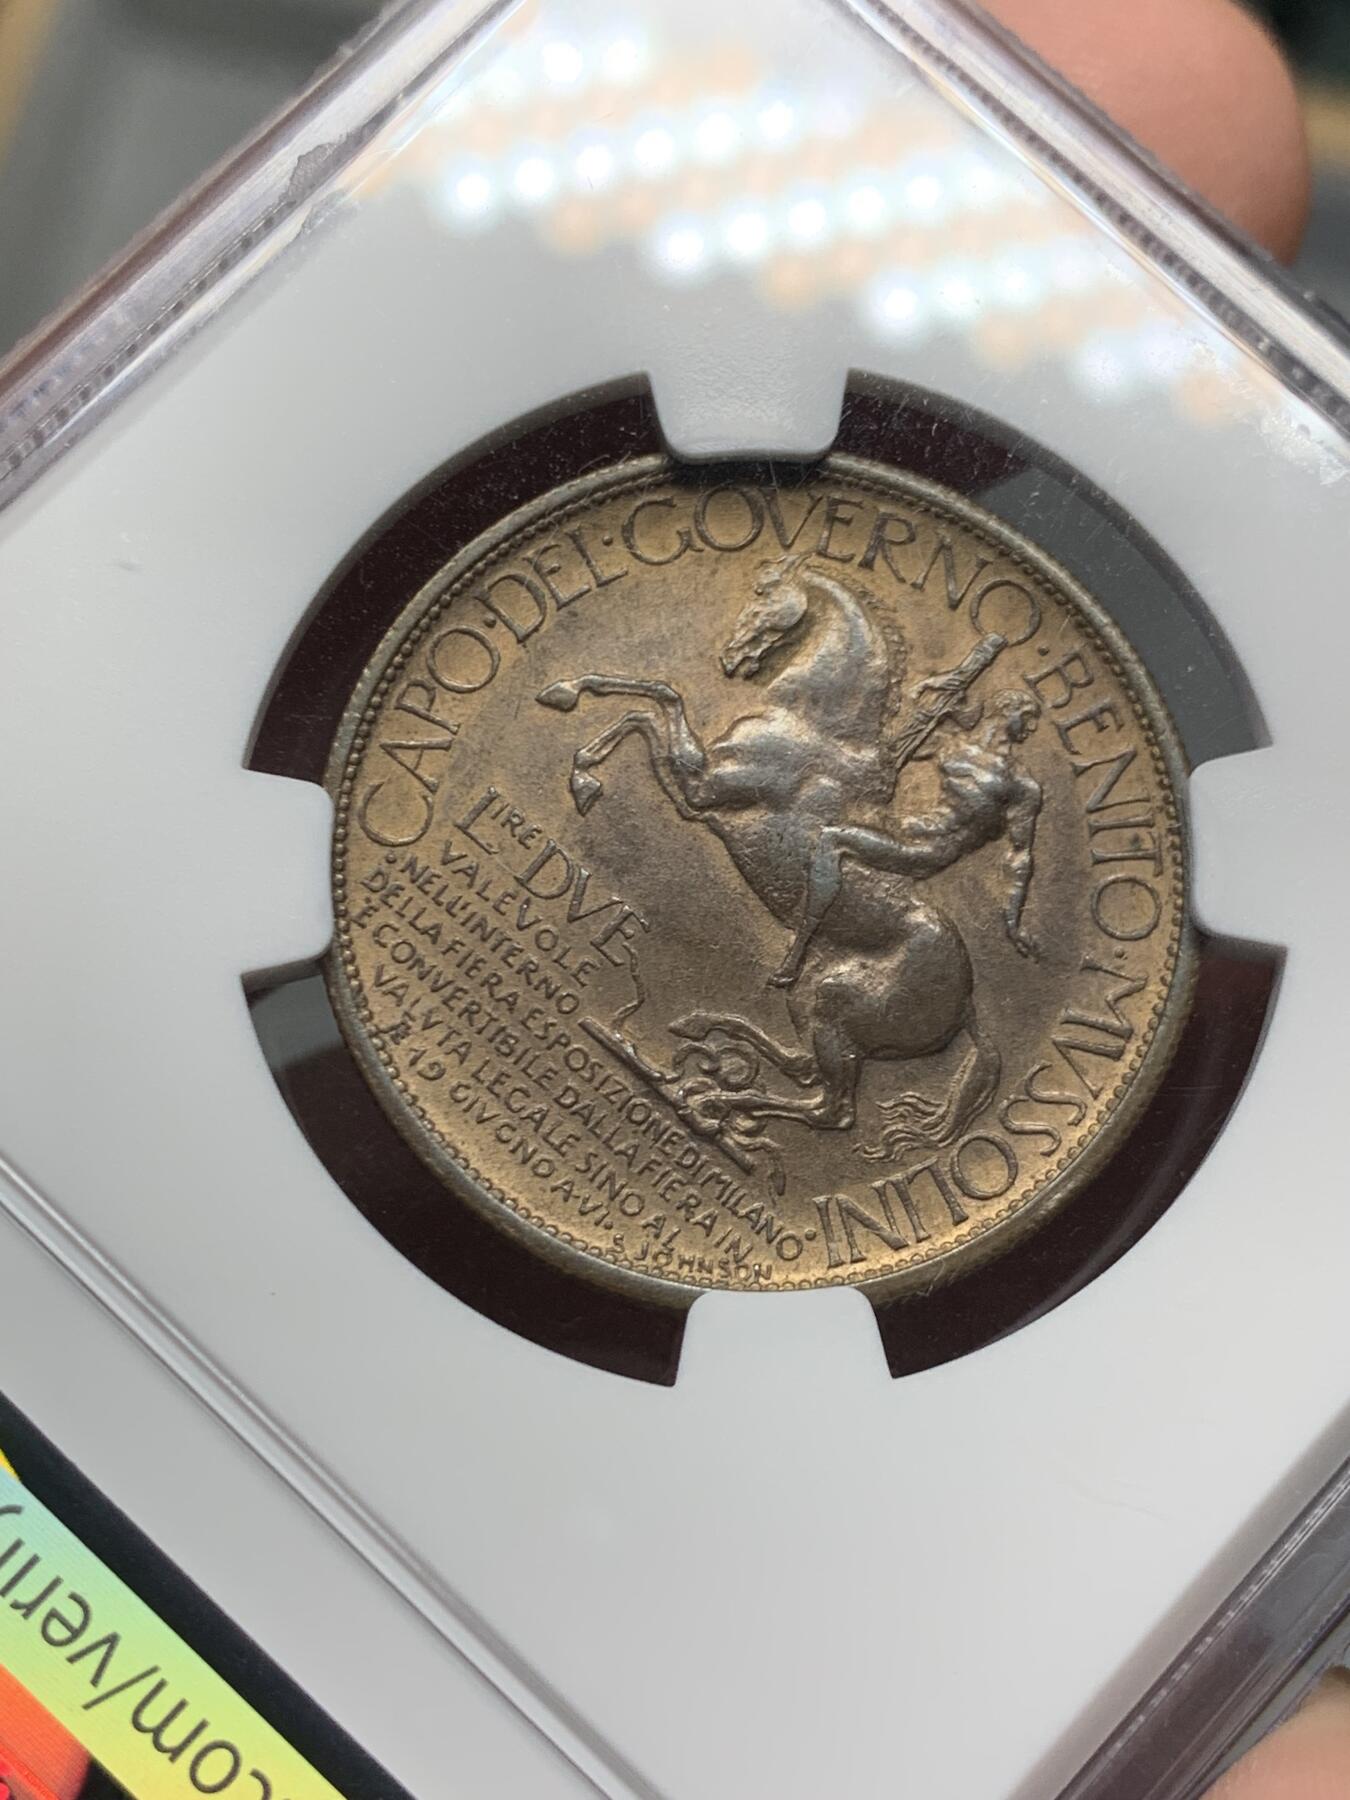 ·CAPO·DEL·GOVERNO·BENITO·MVSSOLINI
LIRE DVE
VALEVOLE
NELL'INTERNO
DELLA FIERA ESPOSIZIONE DI MILANO
E CONVERTIBILE DALLA FIERA IN
VALVTA LEGALE SINO AL
19 GIVGNO A·VI·
S JOHNSON
.com/veri